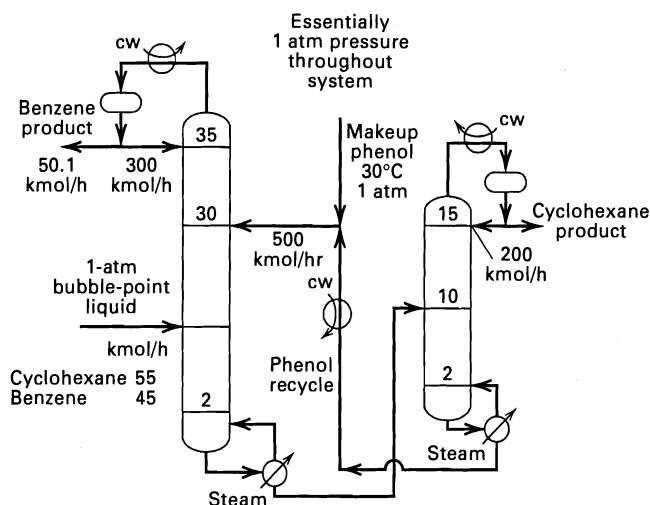 Essentially
1 atm pressure
throughout
system
cw
Benzene
product
35
50.1
kmol/h
300
kmol/h
30
500
kmol/hr
Makeup
phenol
30°C
1 atm
cw
15
Cyclohexane
product
200
kmol/h
1-atm
bubble-point
liquid
kmol/h
Cyclohexane 55
Benzene 45
cw
10
Phenol
recycle
2
2
Steam
Steam